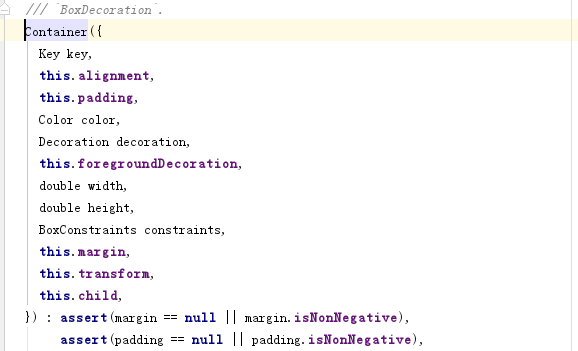 /// `BoxDecoration`.
Container({
Key key,
this.alignment,
this.padding,
Color color,
Decoration decoration,
this.foregroundDecoration,
double width,
double height,
BoxConstraints constraints,
this.margin,
this.transform,
this.child,
}) : assert(margin == null || margin.isNonNegative),
assert(padding == null || padding.isNonNegative),